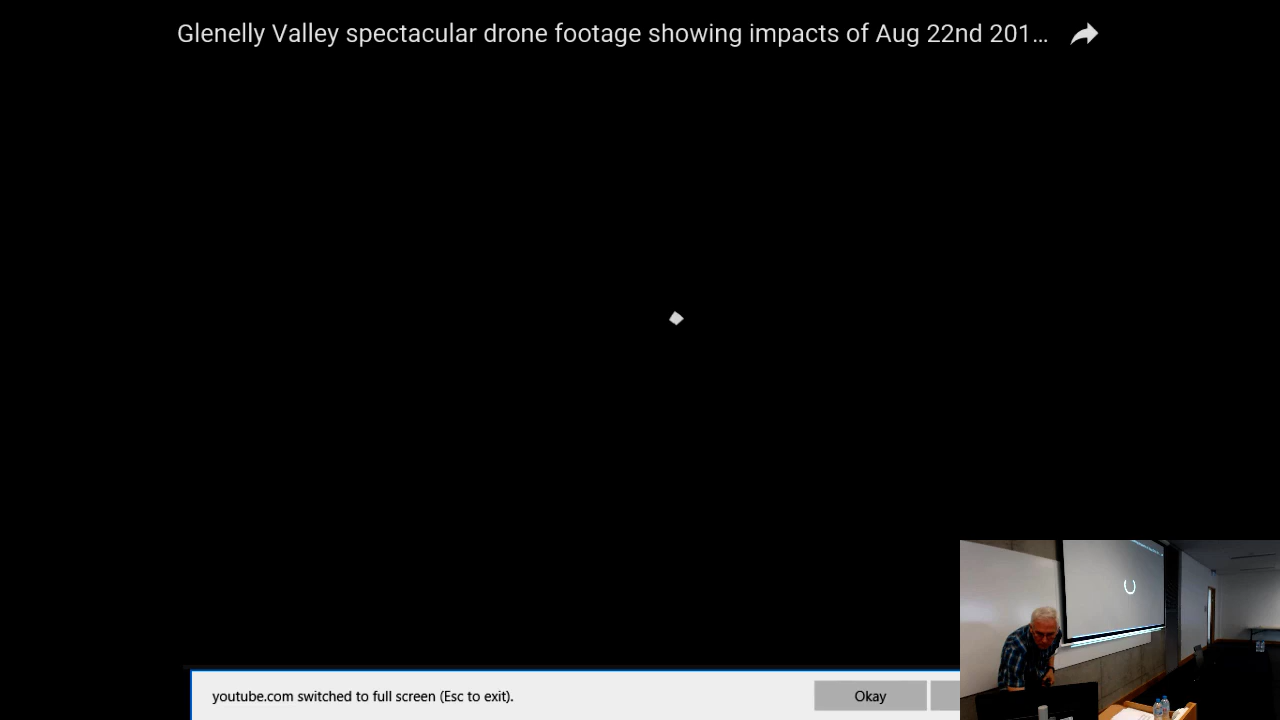 Glenelly Valley spectacular drone footage showing impacts of Aug 22nd 201...
youtube.com switched to full screen (Esc to exit).
Okay